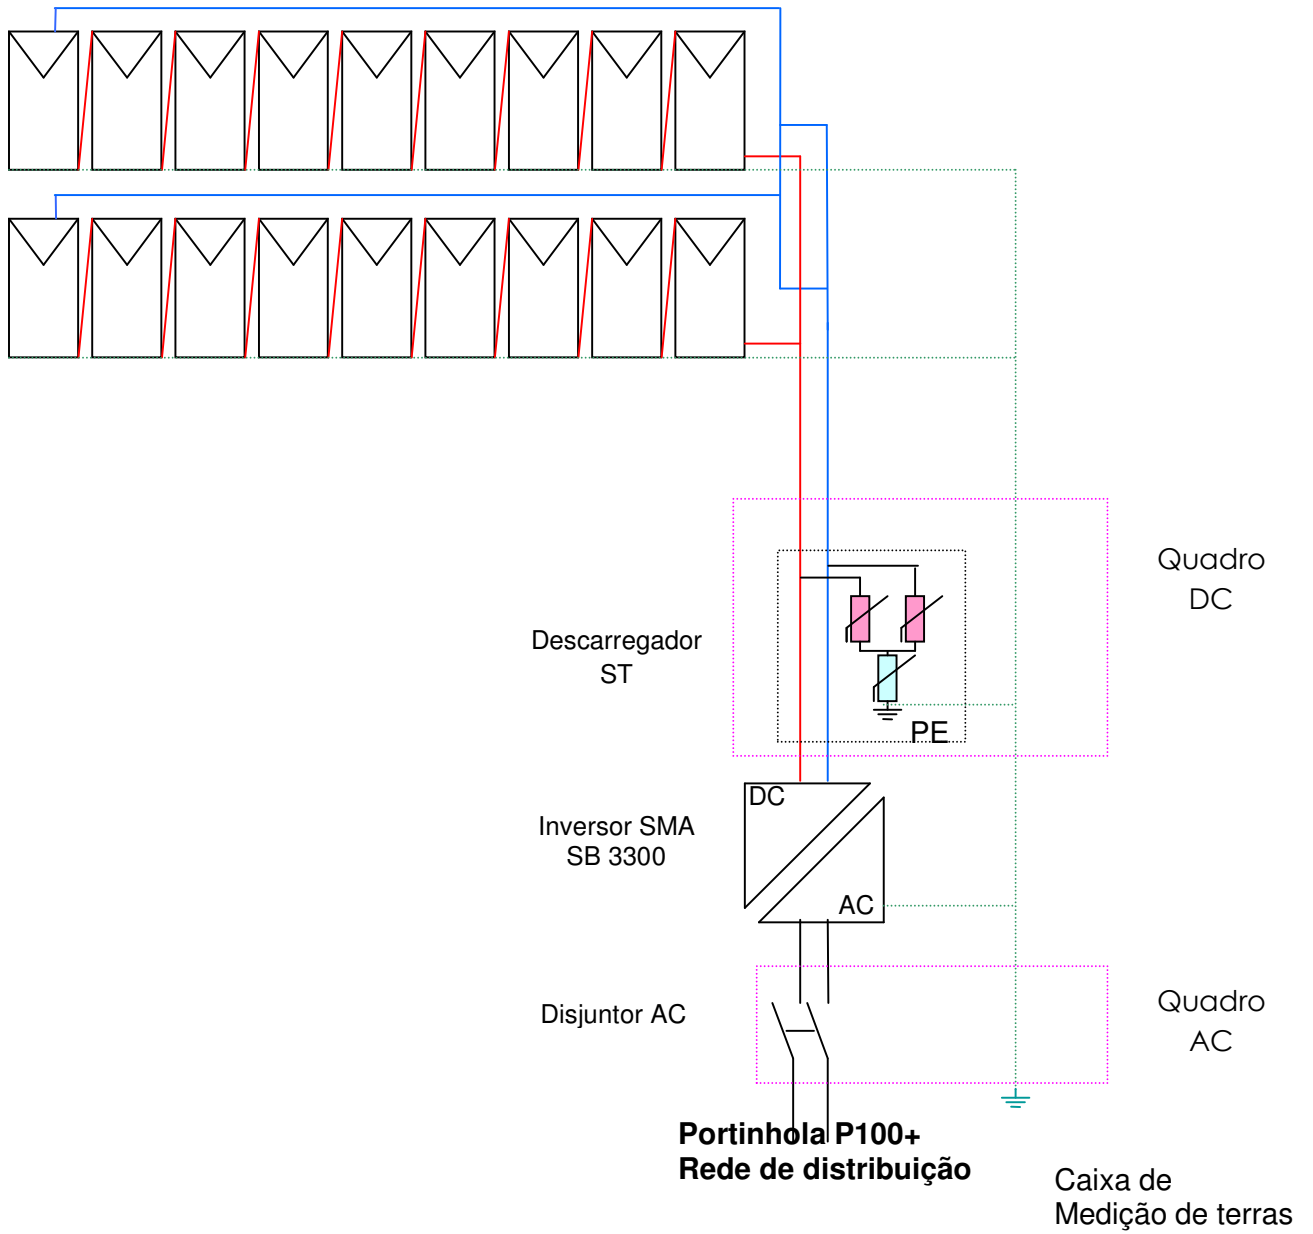 Quadro
DC
Descarregador
ST
PE
DC
Inversor SMA
SB 3300
AC
Disjuntor AC
Quadro
AC
Portinhola P100+
Rede de distribuição
Caixa de
Medição de terras